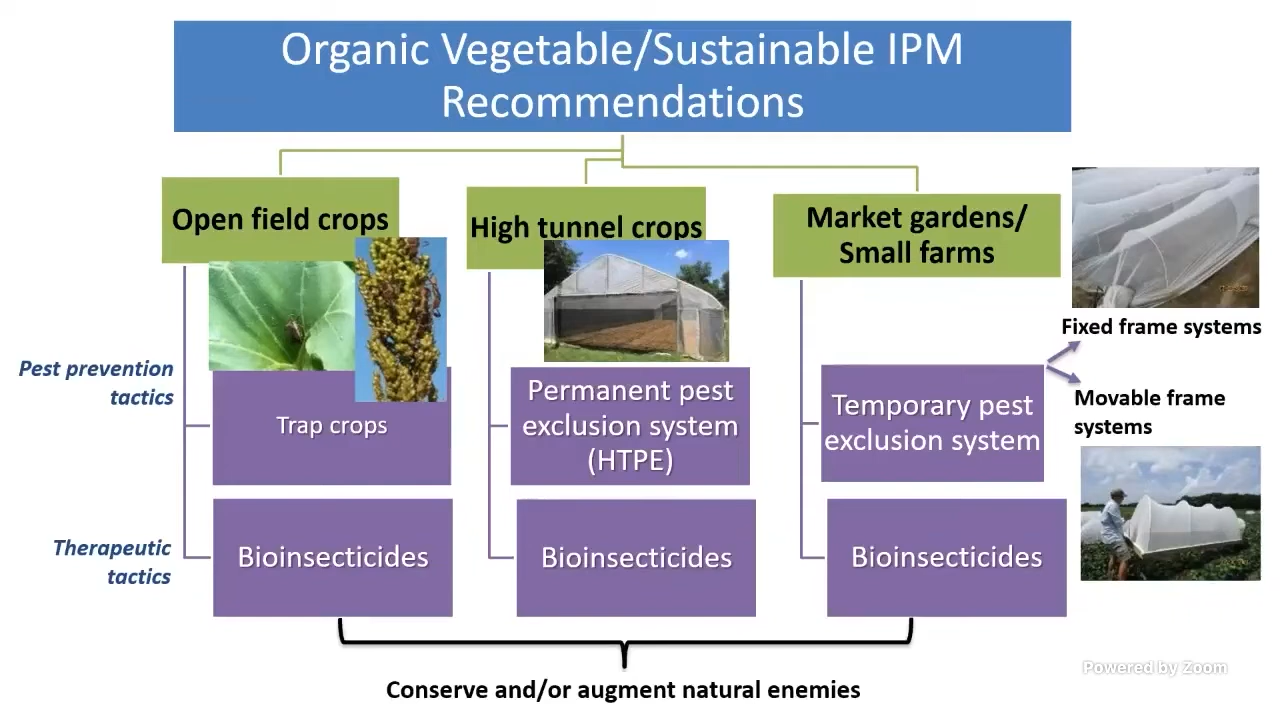 Organic Vegetable/Sustainable IPM
Recommendations
Open field crops
High tunnel crops
Market gardens/
Small farms
Fixed frame systems
Movable frame
systems
Pest prevention
tactics
Trap crops
Permanent pest
exclusion system
(HTPE)
Temporary pest
exclusion system
Therapeutic
tactics
Bioinsecticides
Bioinsecticides
Bioinsecticides
Conserve and/or augment natural enemies
Powered by Zoom